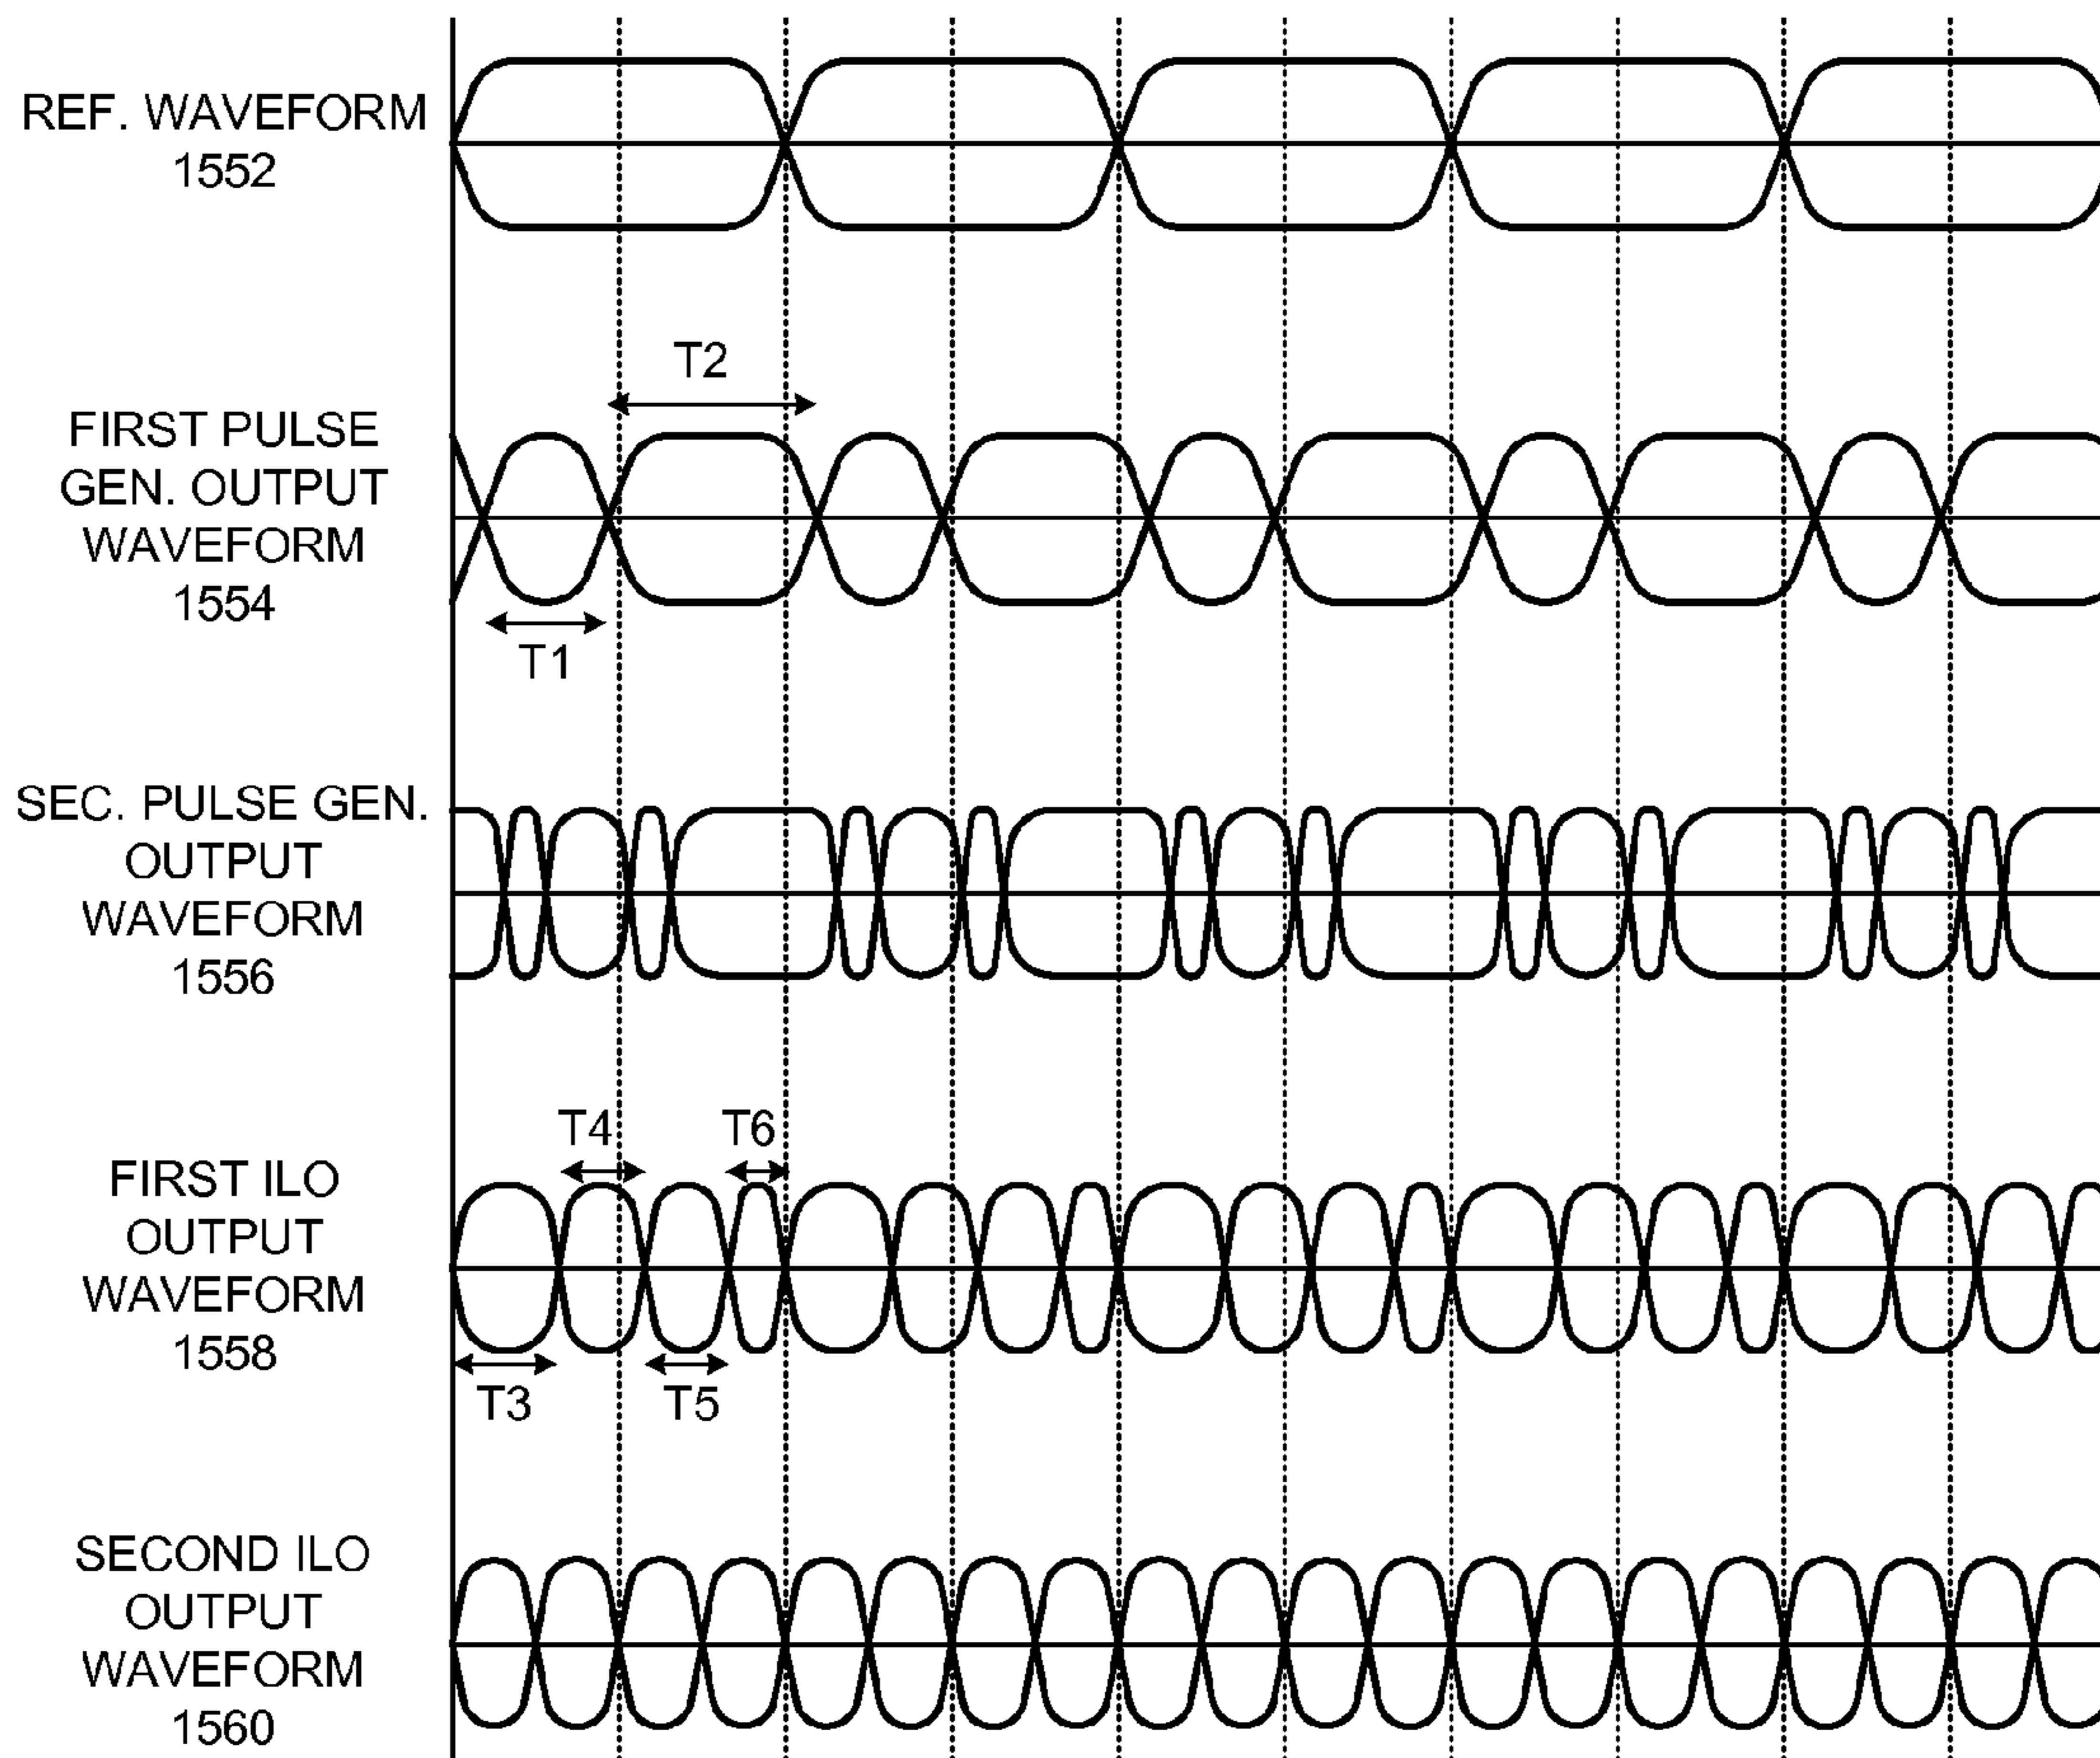 REF. WAVEFORM
1552
T2
FIRST PULSE
GEN. OUTPUT
WAVEFORM
1554
T1
SEC. PULSE GEN.
OUTPUT
WAVEFORM
1556
T4
T6
FIRST ILO
OUTPUT
WAVEFORM
1558
T3
T5
SECOND ILO
OUTPUT
WAVEFORM
1560